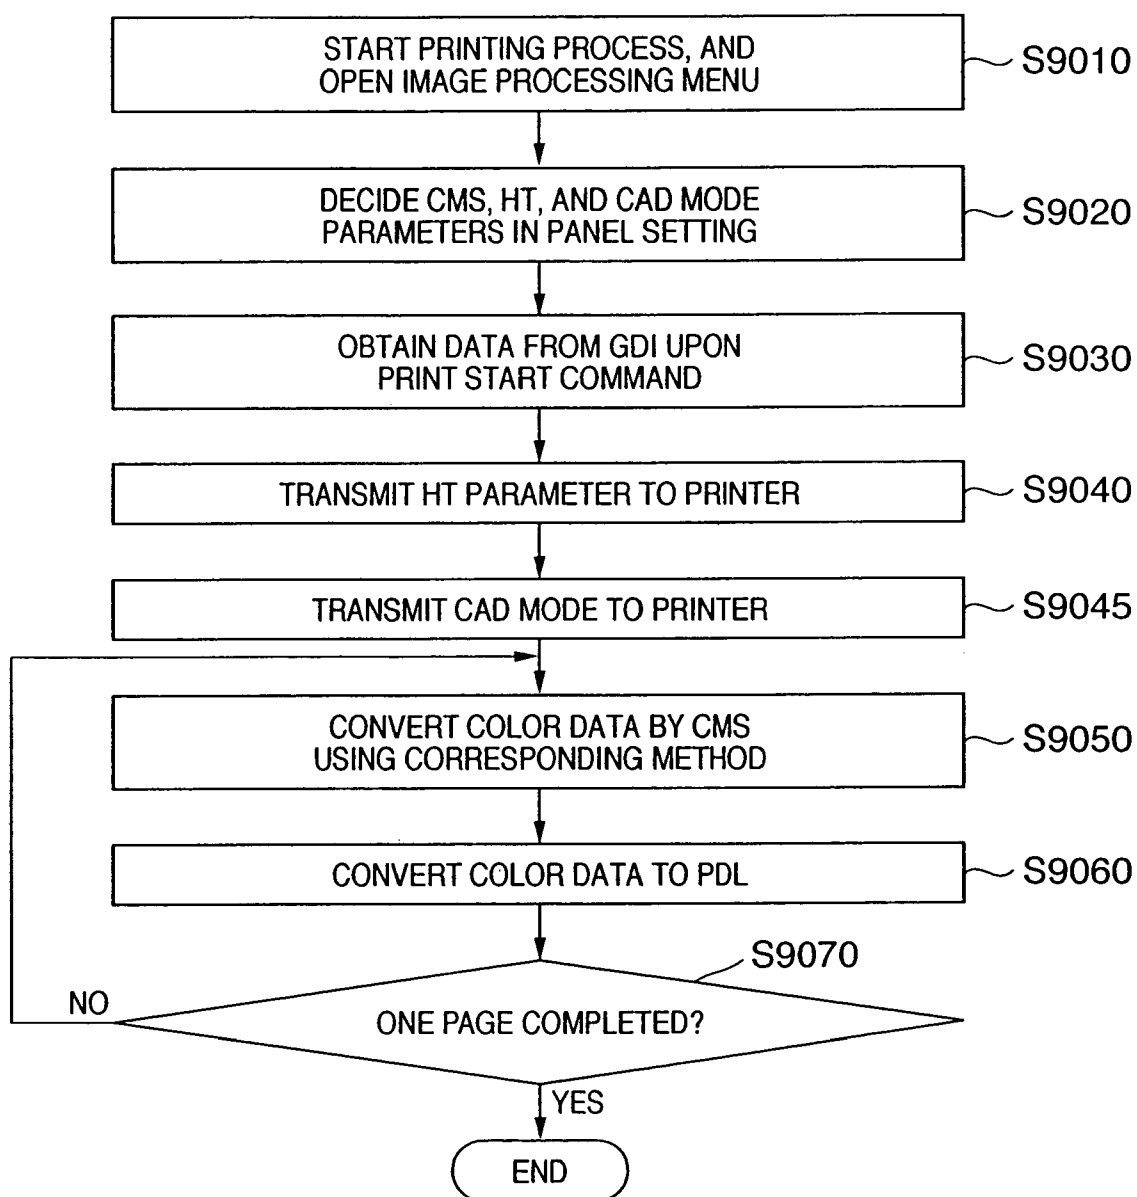 START PRINTING PROCESS, AND
OPEN IMAGE PROCESSING MENU
S9010
DECIDE CMS, HT, AND CAD MODE
PARAMETERS IN PANEL SETTING
S9020
OBTAIN DATA FROM GDI UPON
PRINT START COMMAND
S9030
TRANSMIT HT PARAMETER TO PRINTER
S9040
TRANSMIT CAD MODE TO PRINTER
S9045
CONVERT COLOR DATA BY CMS
USING CORRESPONDING METHOD
S9050
CONVERT COLOR DATA TO PDL
S9060
S9070
NO
ONE PAGE COMPLETED?
YES
END